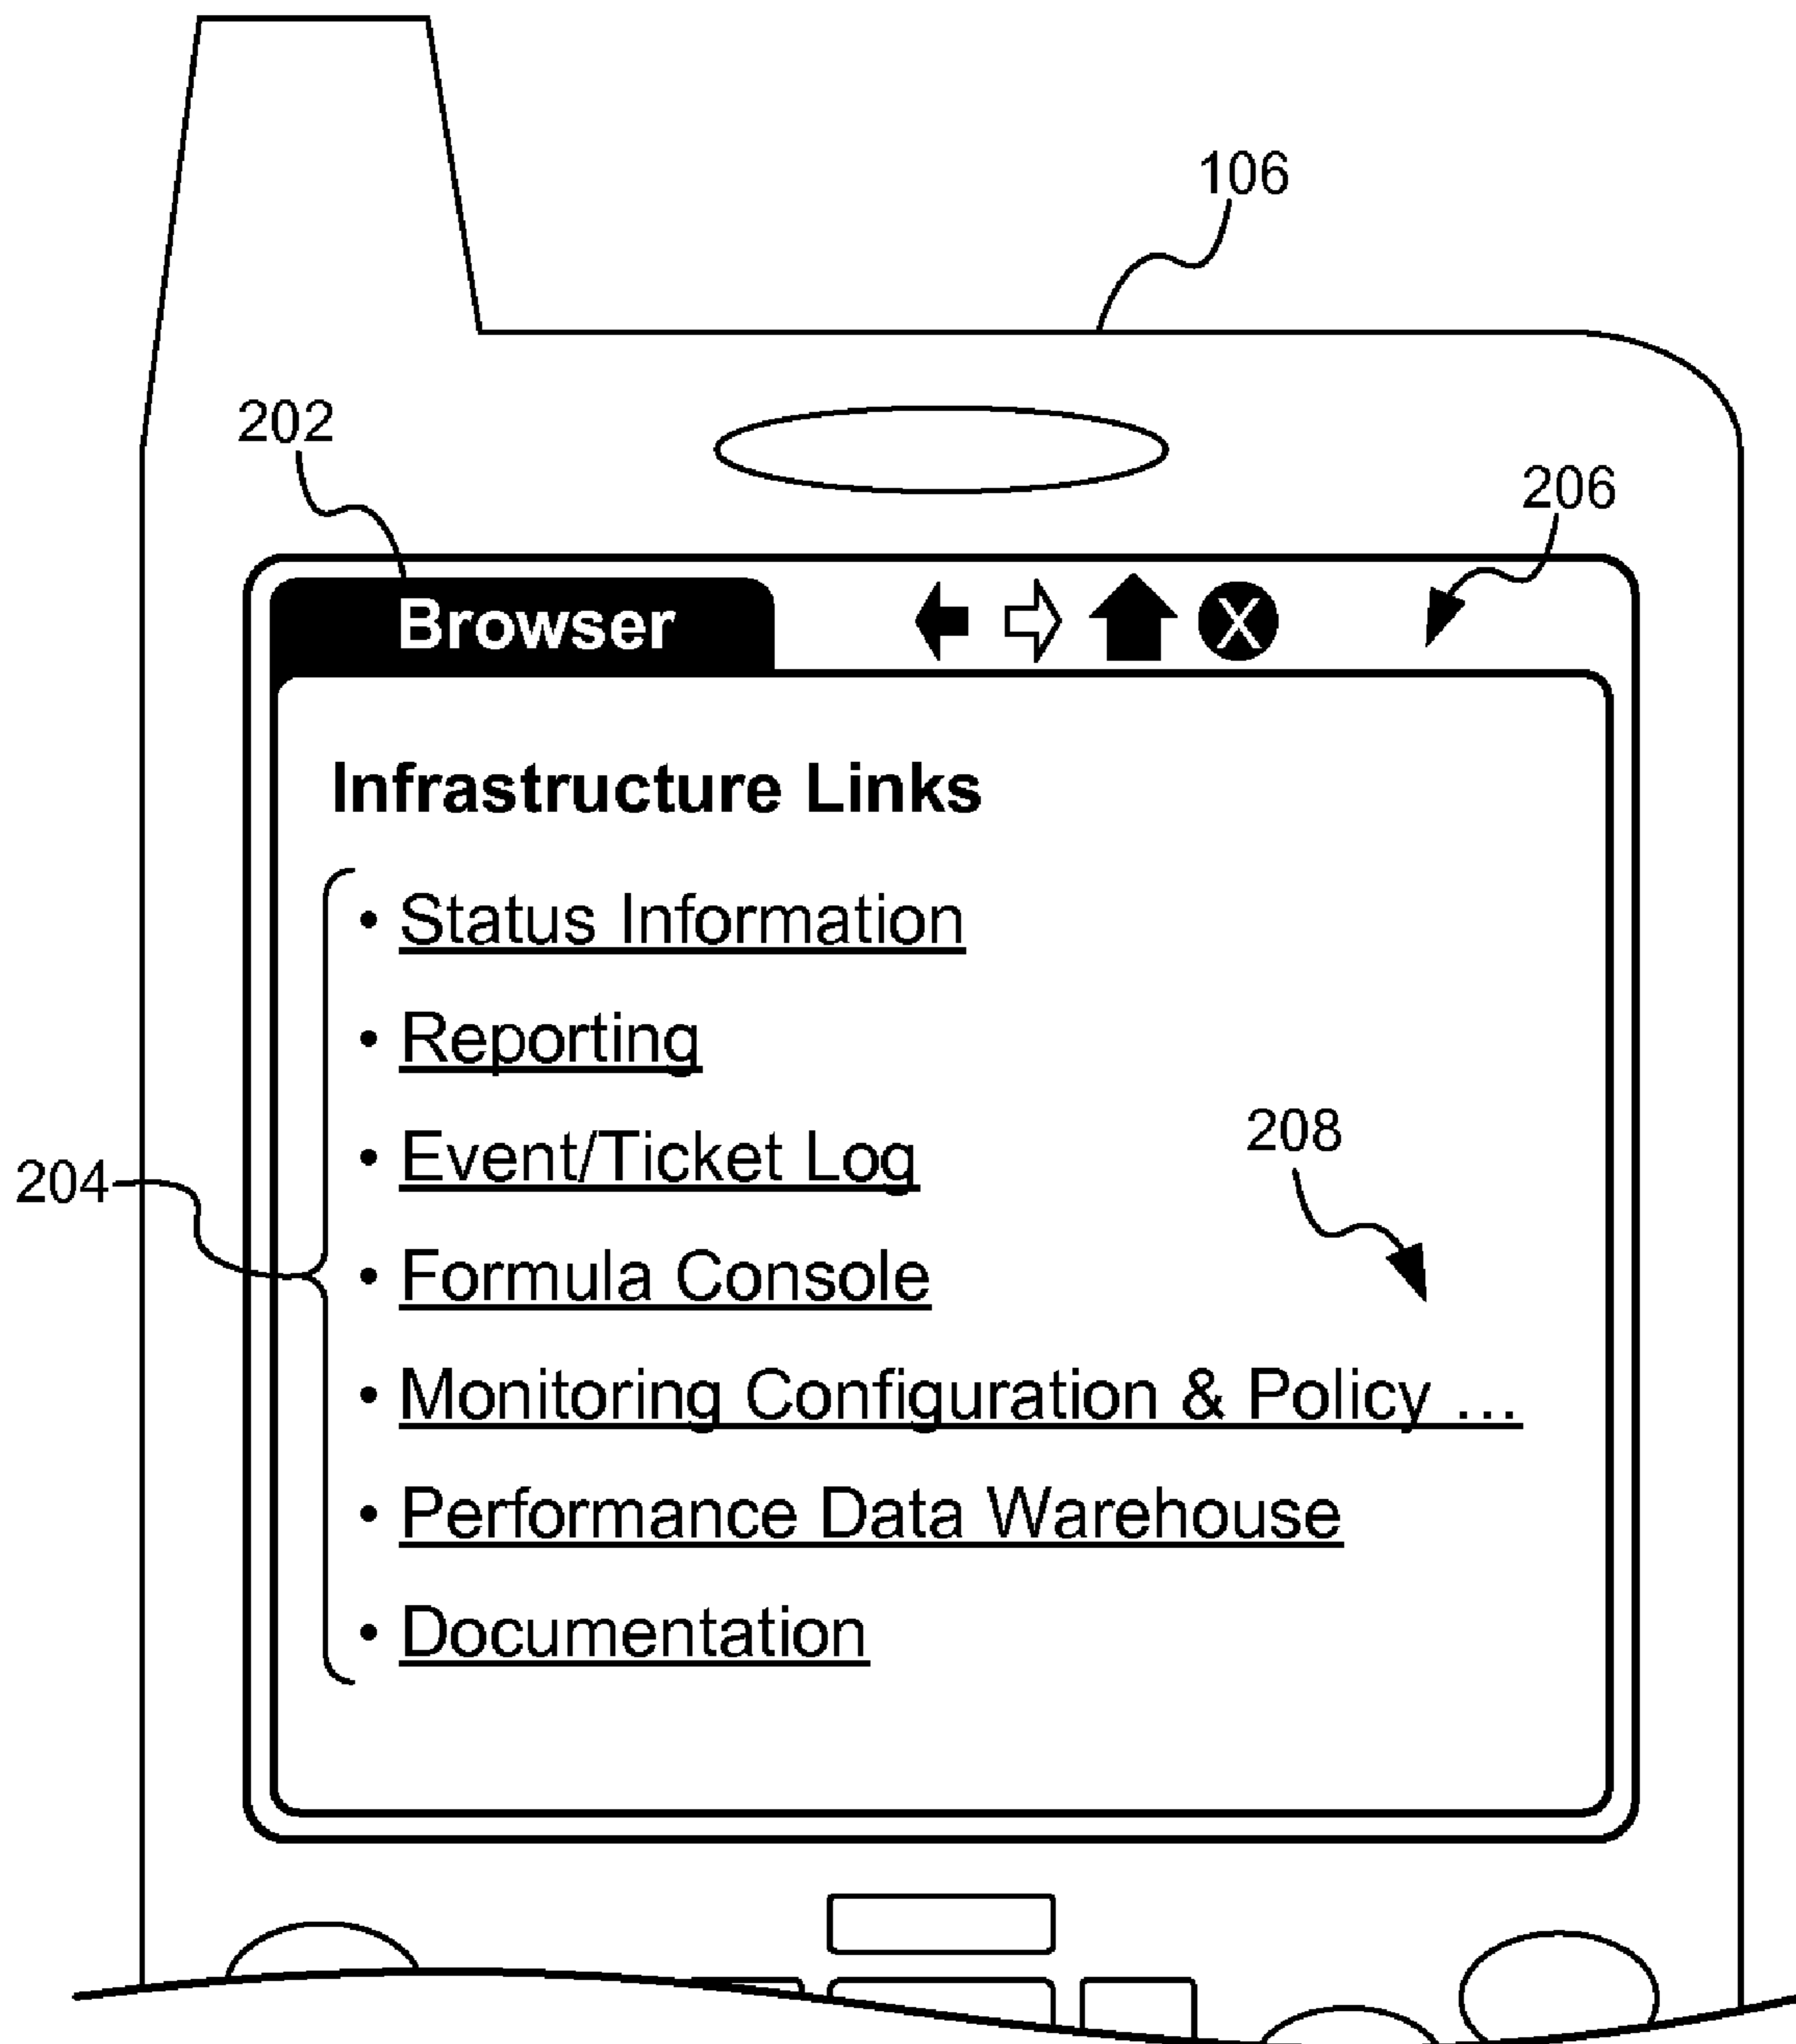 106
202
206
Browser X
Infrastructure Links
• Status Information
• Reporting
208
• Event/Ticket Log
204
• Formula Console
• Monitoring Configuration & Policy ...
• Performance Data Warehouse
• Documentation